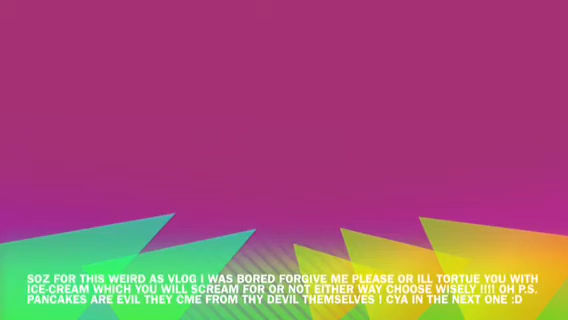 SOZ FOR THIS WEIRD AS VLOG I WAS BORED FORGIVE ME PLEASE OR ILL TORTUE YOU WITH
ICE-CREAM WHICH YOU WILL SCREAM FOR OR NOT EITHER WAY CHOOSE WISELY !!!! OH P.S.
PANCAKES ARE EVIL THEY CME FROM THY DEVIL THEMSELVES ! CYA IN THE NEXT ONE :D